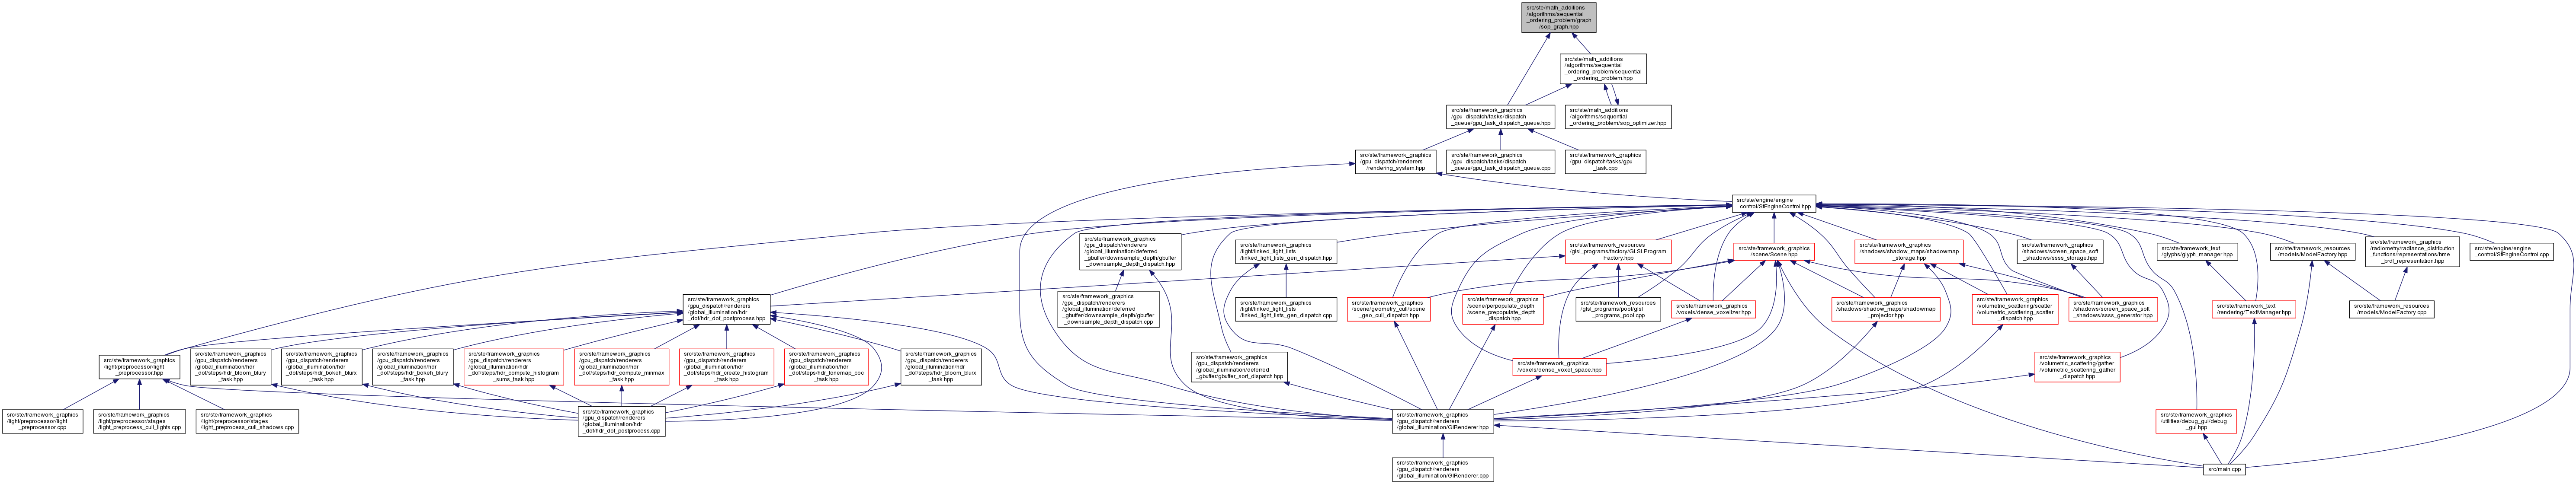 src/ste/math_additions
/algorithms/sequential
_ordering_problem/graph
/sop_graph.hpp
src/ste/math_additions
/algorithms/sequential
_ordering_problem/sequential
_ordering_problem.hpp
src/ste/framework_graphics
/gpu_dispatch/tasks/dispatch
_queue/gpu_task_dispatch_queue.hpp
src/ste/math_additions
/algorithms/sequential
_ordering_problem/sop_optimizer.hpp
src/ste/framework_graphics
/gpu_dispatch/renderers
/rendering_system.hpp
src/ste/framework_graphics
/gpu_dispatch/tasks/dispatch
_queue/gpu_task_dispatch_queue.cpp
src/ste/framework_graphics
/gpu_dispatch/tasks/gpu
_task.cpp
src/ste/engine/engine
_control/StEngineControl.hpp
src/ste/framework_graphics
/gpu_dispatch/renderers
/global_illumination/deferred
_gbuffer/downsample_depth/gbuffer
_downsample_depth_dispatch.hpp
src/ste/framework_graphics
/light/linked_light_lists
/linked_light_lists_gen_dispatch.hpp
src/ste/framework_resources
/glsl_programs/factory/GLSLProgram
Factory.hpp
src/ste/framework_graphics
/scene/Scene.hpp
src/ste/framework_graphics
/shadows/shadow_maps/shadowmap
_storage.hpp
src/ste/framework_graphics
/shadows/screen_space_soft
_shadows/ssss_storage.hpp
src/ste/framework_text
/glyphs/glyph_manager.hpp
src/ste/framework_resources
/models/ModelFactory.hpp
src/ste/framework_graphics
/radiometry/radiance_distribution
_functions/representations/bme
_brdf_representation.hpp
src/ste/engine/engine
_control/StEngineControl.cpp
src/ste/framework_graphics
/gpu_dispatch/renderers
/global_illumination/hdr
_dof/hdr_dof_postprocess.hpp
src/ste/framework_graphics
/gpu_dispatch/renderers
/global_illumination/deferred
_gbuffer/downsample_depth/gbuffer
_downsample_depth_dispatch.cpp
src/ste/framework_graphics
/light/linked_light_lists
/linked_light_lists_gen_dispatch.cpp
src/ste/framework_graphics
/scene/geometry_cull/scene
_geo_cull_dispatch.hpp
src/ste/framework_graphics
/scene/perpopulate_depth
/scene_prepopulate_depth
_dispatch.hpp
src/ste/framework_resources
/glsl_programs/pool/glsl
_programs_pool.cpp
src/ste/framework_graphics
/voxels/dense_voxelizer.hpp
src/ste/framework_graphics
/shadows/shadow_maps/shadowmap
_projector.hpp
src/ste/framework_graphics
/volumetric_scattering/scatter
/volumetric_scattering_scatter
_dispatch.hpp
src/ste/framework_graphics
/shadows/screen_space_soft
_shadows/ssss_generator.hpp
src/ste/framework_text
/rendering/TextManager.hpp
src/ste/framework_resources
/models/ModelFactory.cpp
src/ste/framework_graphics
/light/preprocessor/light
_preprocessor.hpp
src/ste/framework_graphics
/gpu_dispatch/renderers
/global_illumination/hdr
_dof/steps/hdr_bloom_blury
_task.hpp
src/ste/framework_graphics
/gpu_dispatch/renderers
/global_illumination/hdr
_dof/steps/hdr_bokeh_blurx
_task.hpp
src/ste/framework_graphics
/gpu_dispatch/renderers
/global_illumination/hdr
_dof/steps/hdr_bokeh_blury
_task.hpp
src/ste/framework_graphics
/gpu_dispatch/renderers
/global_illumination/hdr
_dof/steps/hdr_compute_histogram
_sums_task.hpp
src/ste/framework_graphics
/gpu_dispatch/renderers
/global_illumination/hdr
_dof/steps/hdr_compute_minmax
_task.hpp
src/ste/framework_graphics
/gpu_dispatch/renderers
/global_illumination/hdr
_dof/steps/hdr_create_histogram
_task.hpp
src/ste/framework_graphics
/gpu_dispatch/renderers
/global_illumination/hdr
_dof/steps/hdr_tonemap_coc
_task.hpp
src/ste/framework_graphics
/gpu_dispatch/renderers
/global_illumination/hdr
_dof/steps/hdr_bloom_blurx
_task.hpp
src/ste/framework_graphics
/gpu_dispatch/renderers
/global_illumination/deferred
_gbuffer/gbuffer_sort_dispatch.hpp
src/ste/framework_graphics
/voxels/dense_voxel_space.hpp
src/ste/framework_graphics
/volumetric_scattering/gather
/volumetric_scattering_gather
_dispatch.hpp
src/ste/framework_graphics
/light/preprocessor/light
_preprocessor.cpp
src/ste/framework_graphics
/light/preprocessor/stages
/light_preprocess_cull_lights.cpp
src/ste/framework_graphics
/light/preprocessor/stages
/light_preprocess_cull_shadows.cpp
src/ste/framework_graphics
/gpu_dispatch/renderers
/global_illumination/hdr
_dof/hdr_dof_postprocess.cpp
src/ste/framework_graphics
/gpu_dispatch/renderers
/global_illumination/GIRenderer.hpp
src/ste/framework_graphics
/utilities/debug_gui/debug
_gui.hpp
src/ste/framework_graphics
/gpu_dispatch/renderers
/global_illumination/GIRenderer.cpp
src/main.cpp